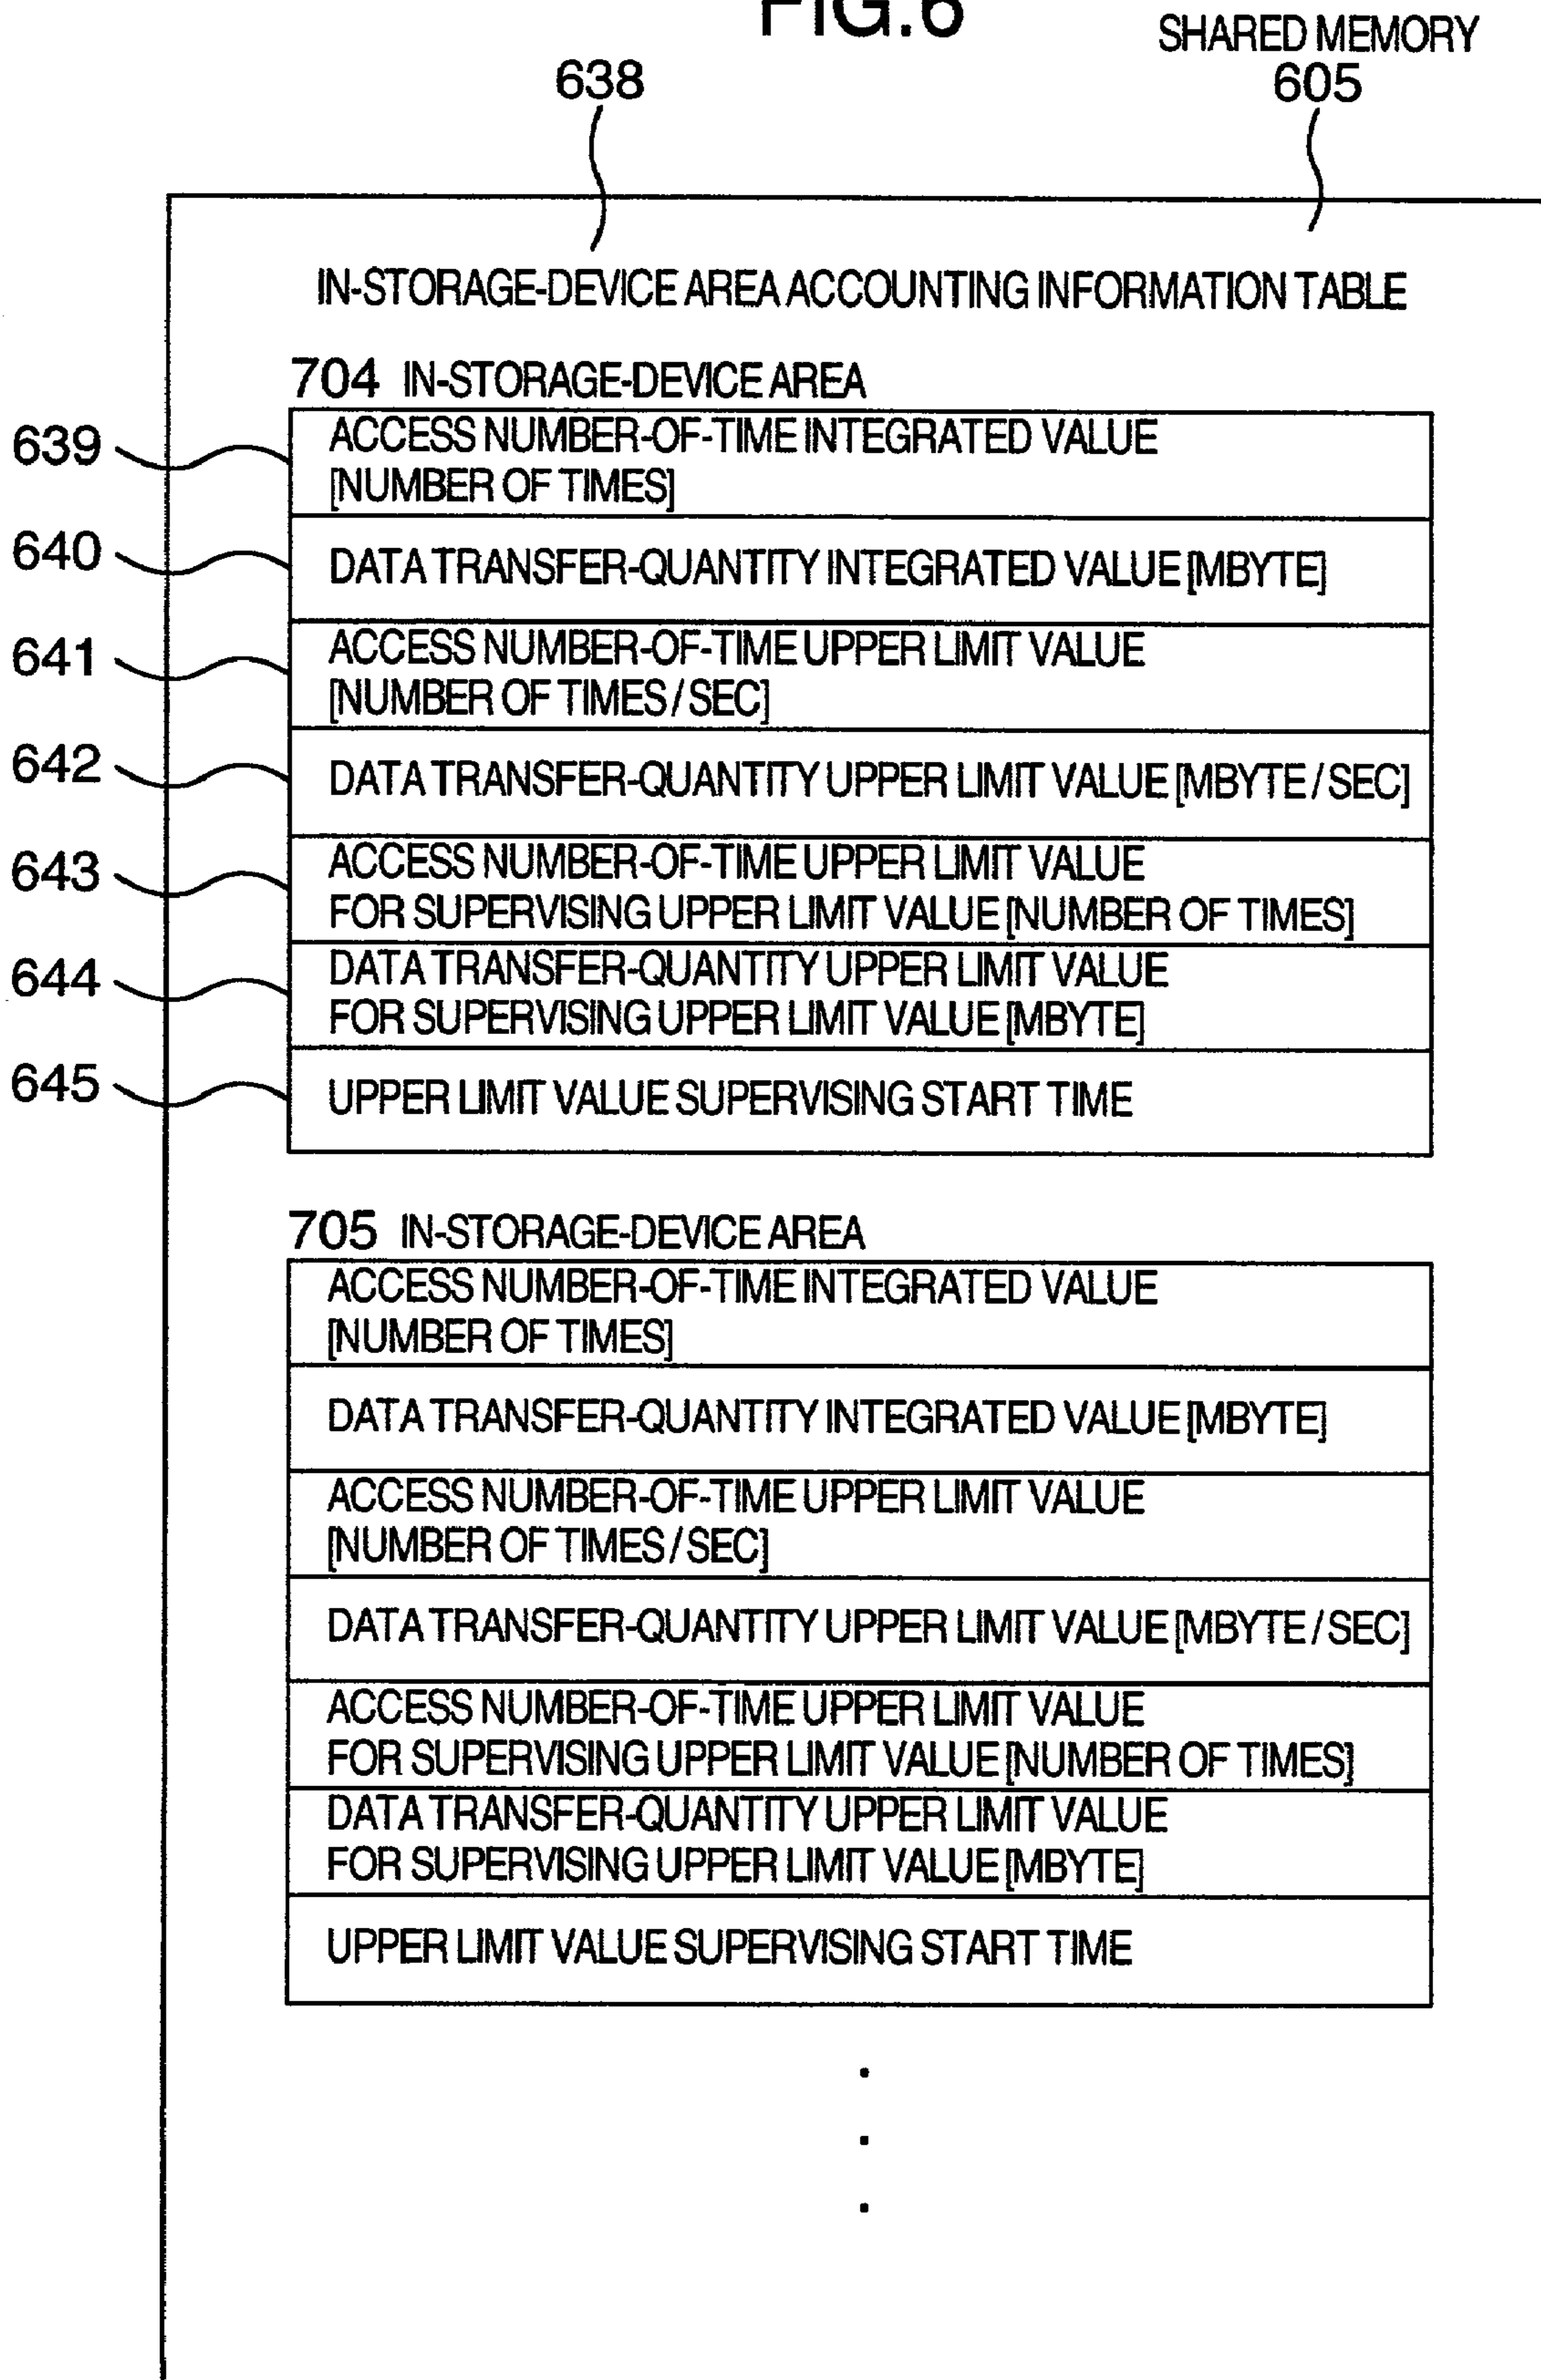 FIG.6
SHARED MEMORY
638
605
IN-STORAGE-DEVICE AREA ACCOUNTING INFORMATION TABLE
704 IN-STORAGE-DEVICE AREA
639
ACCESS NUMBER-OF-TIME INTEGRATED VALUE
[NUMBER OF TIMES]
640
DATA TRANSFER-QUANTITY INTEGRATED VALUE [MBYTE]
641
ACCESS NUMBER-OF-TIME UPPER LIMIT VALUE
[NUMBER OF TIMES/SEC]
642
DATA TRANSFER-QUANTITY UPPER LIMIT VALUE [MBYTE/SEC]
643
ACCESS NUMBER-OF-TIME UPPER LIMIT VALUE
FOR SUPERVISING UPPER LIMIT VALUE [NUMBER OF TIMES]
644
DATA TRANSFER-QUANTITY UPPER LIMIT VALUE
FOR SUPERVISING UPPER LIMIT VALUE [MBYTE]
645
UPPER LIMIT VALUE SUPERVISING START TIME
705 IN-STORAGE-DEVICE AREA
ACCESS NUMBER-OF-TIME INTEGRATED VALUE
[NUMBER OF TIMES]
DATA TRANSFER-QUANTITY INTEGRATED VALUE [MBYTE]
ACCESS NUMBER-OF-TIME UPPER LIMIT VALUE
[NUMBER OF TIMES/SEC]
DATA TRANSFER-QUANTITY UPPER LIMIT VALUE [MBYTE/SEC]
ACCESS NUMBER-OF-TIME UPPER LIMIT VALUE
FOR SUPERVISING UPPER LIMIT VALUE [NUMBER OF TIMES]
DATA TRANSFER-QUANTITY UPPER LIMIT VALUE
FOR SUPERVISING UPPER LIMIT VALUE [MBYTE]
UPPER LIMIT VALUE SUPERVISING START TIME